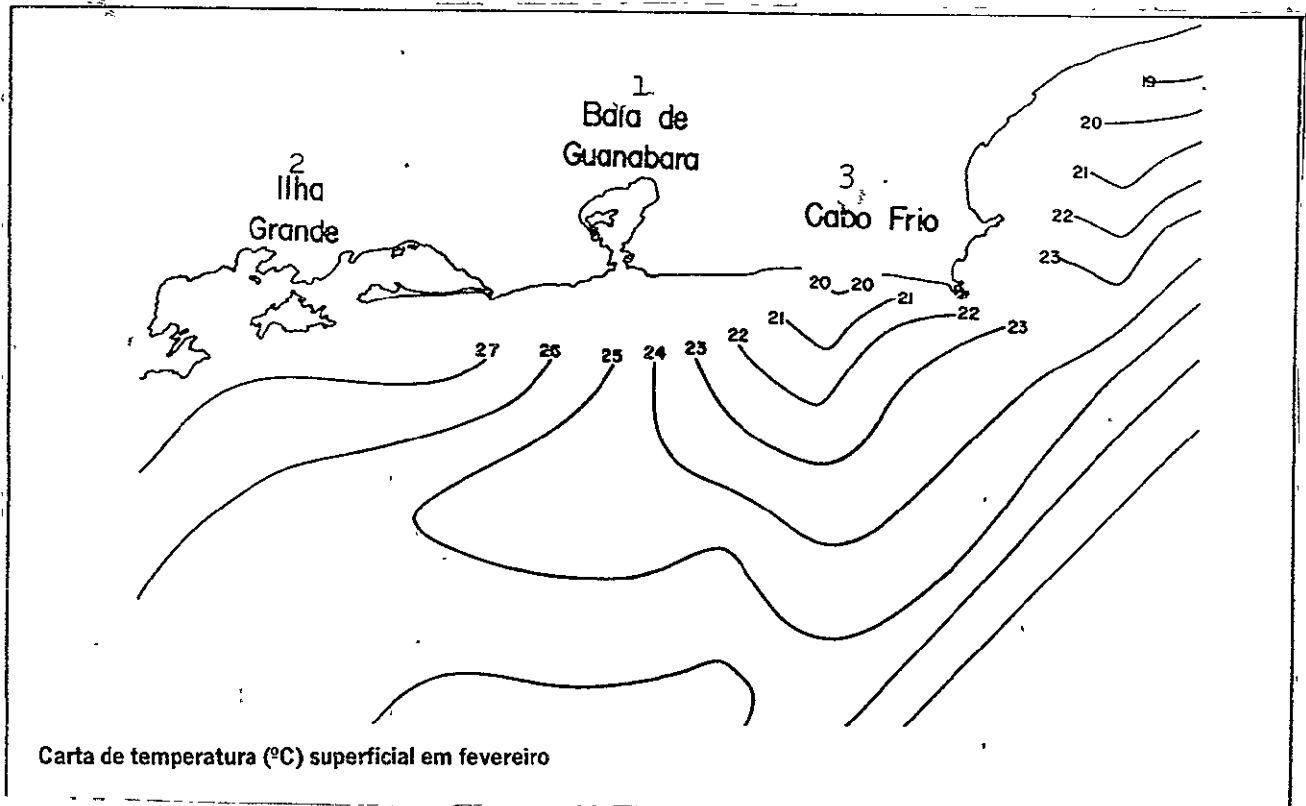 1
Baía de
Guanabara
2
Ilha
Grande
3
Cabo Frio
19
20
21
22
23
20 20
21
21
22
22
23
23
27 26 25 24
Carta de temperatura (ºC) superficial em fevereiro